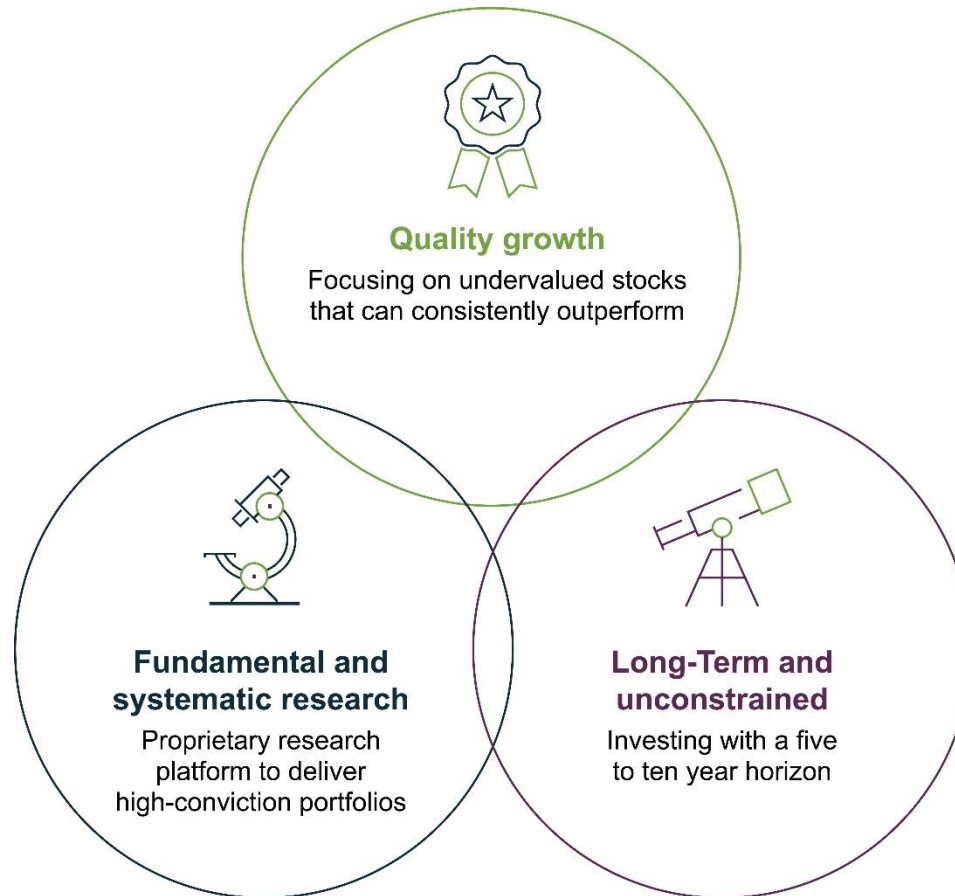 Quality growth
Focusing on undervalued stocks
that can consistently outperform
Fundamental and
systematic research
Proprietary research
platform to deliver
high-conviction portfolios
Long-Term and
unconstrained
Investing with a five
to ten year horizon